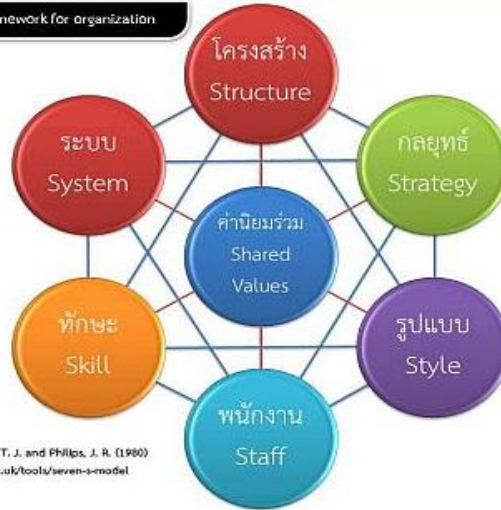 framework for organization
โครงสร้าง
Structure
ระบบ
System
กลยุทธ์
Strategy
ค่านิยมร่วม
Shared
Values
ทักษะ
Skill
รูปแบบ
Style
พนักงาน
Staff
T. J. and Philips, J. R. (1980)
.uk/tools/seven-s-model